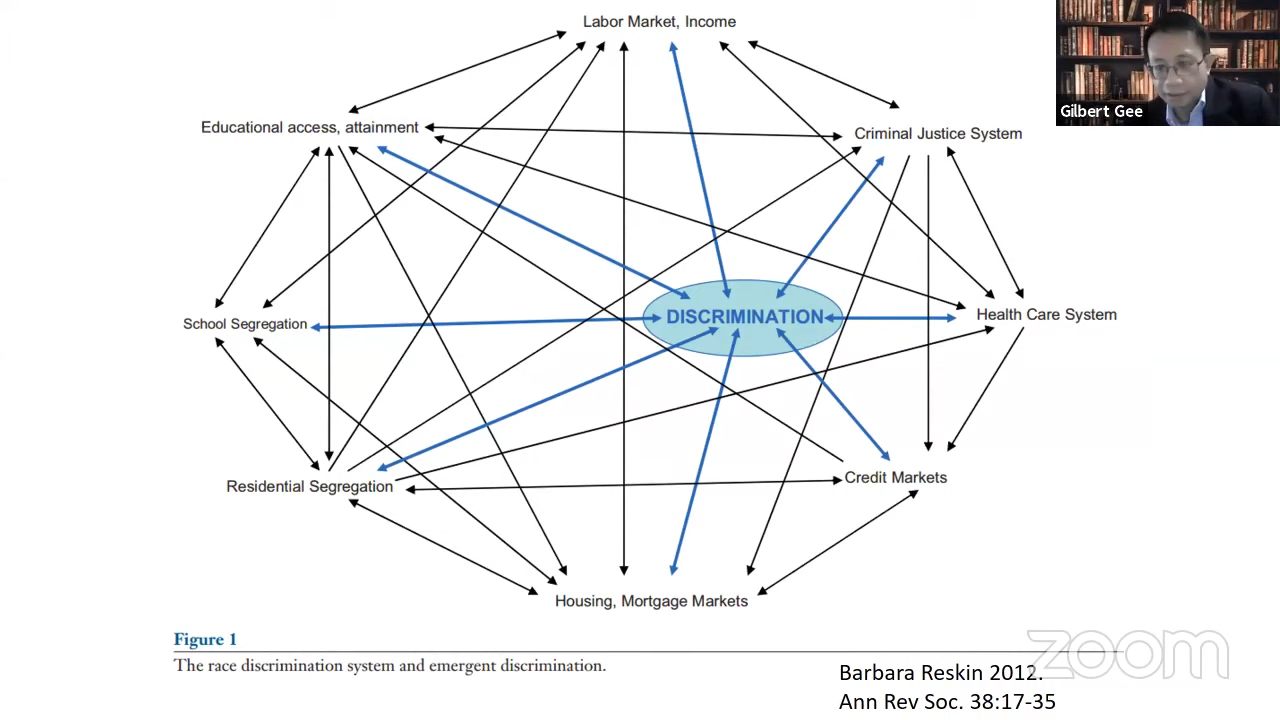 Labor Market, Income
Gilbert Gee
Educational access, attainment
Criminal Justice System
School Segregation
DISCRIMINATION
Health Care System
Residential Segregation
Credit Markets
Housing, Mortgage Markets
Figure 1
The race discrimination system and emergent discrimination.
zoom
Barbara Reskin 2012.
Ann Rev Soc. 38:17-35